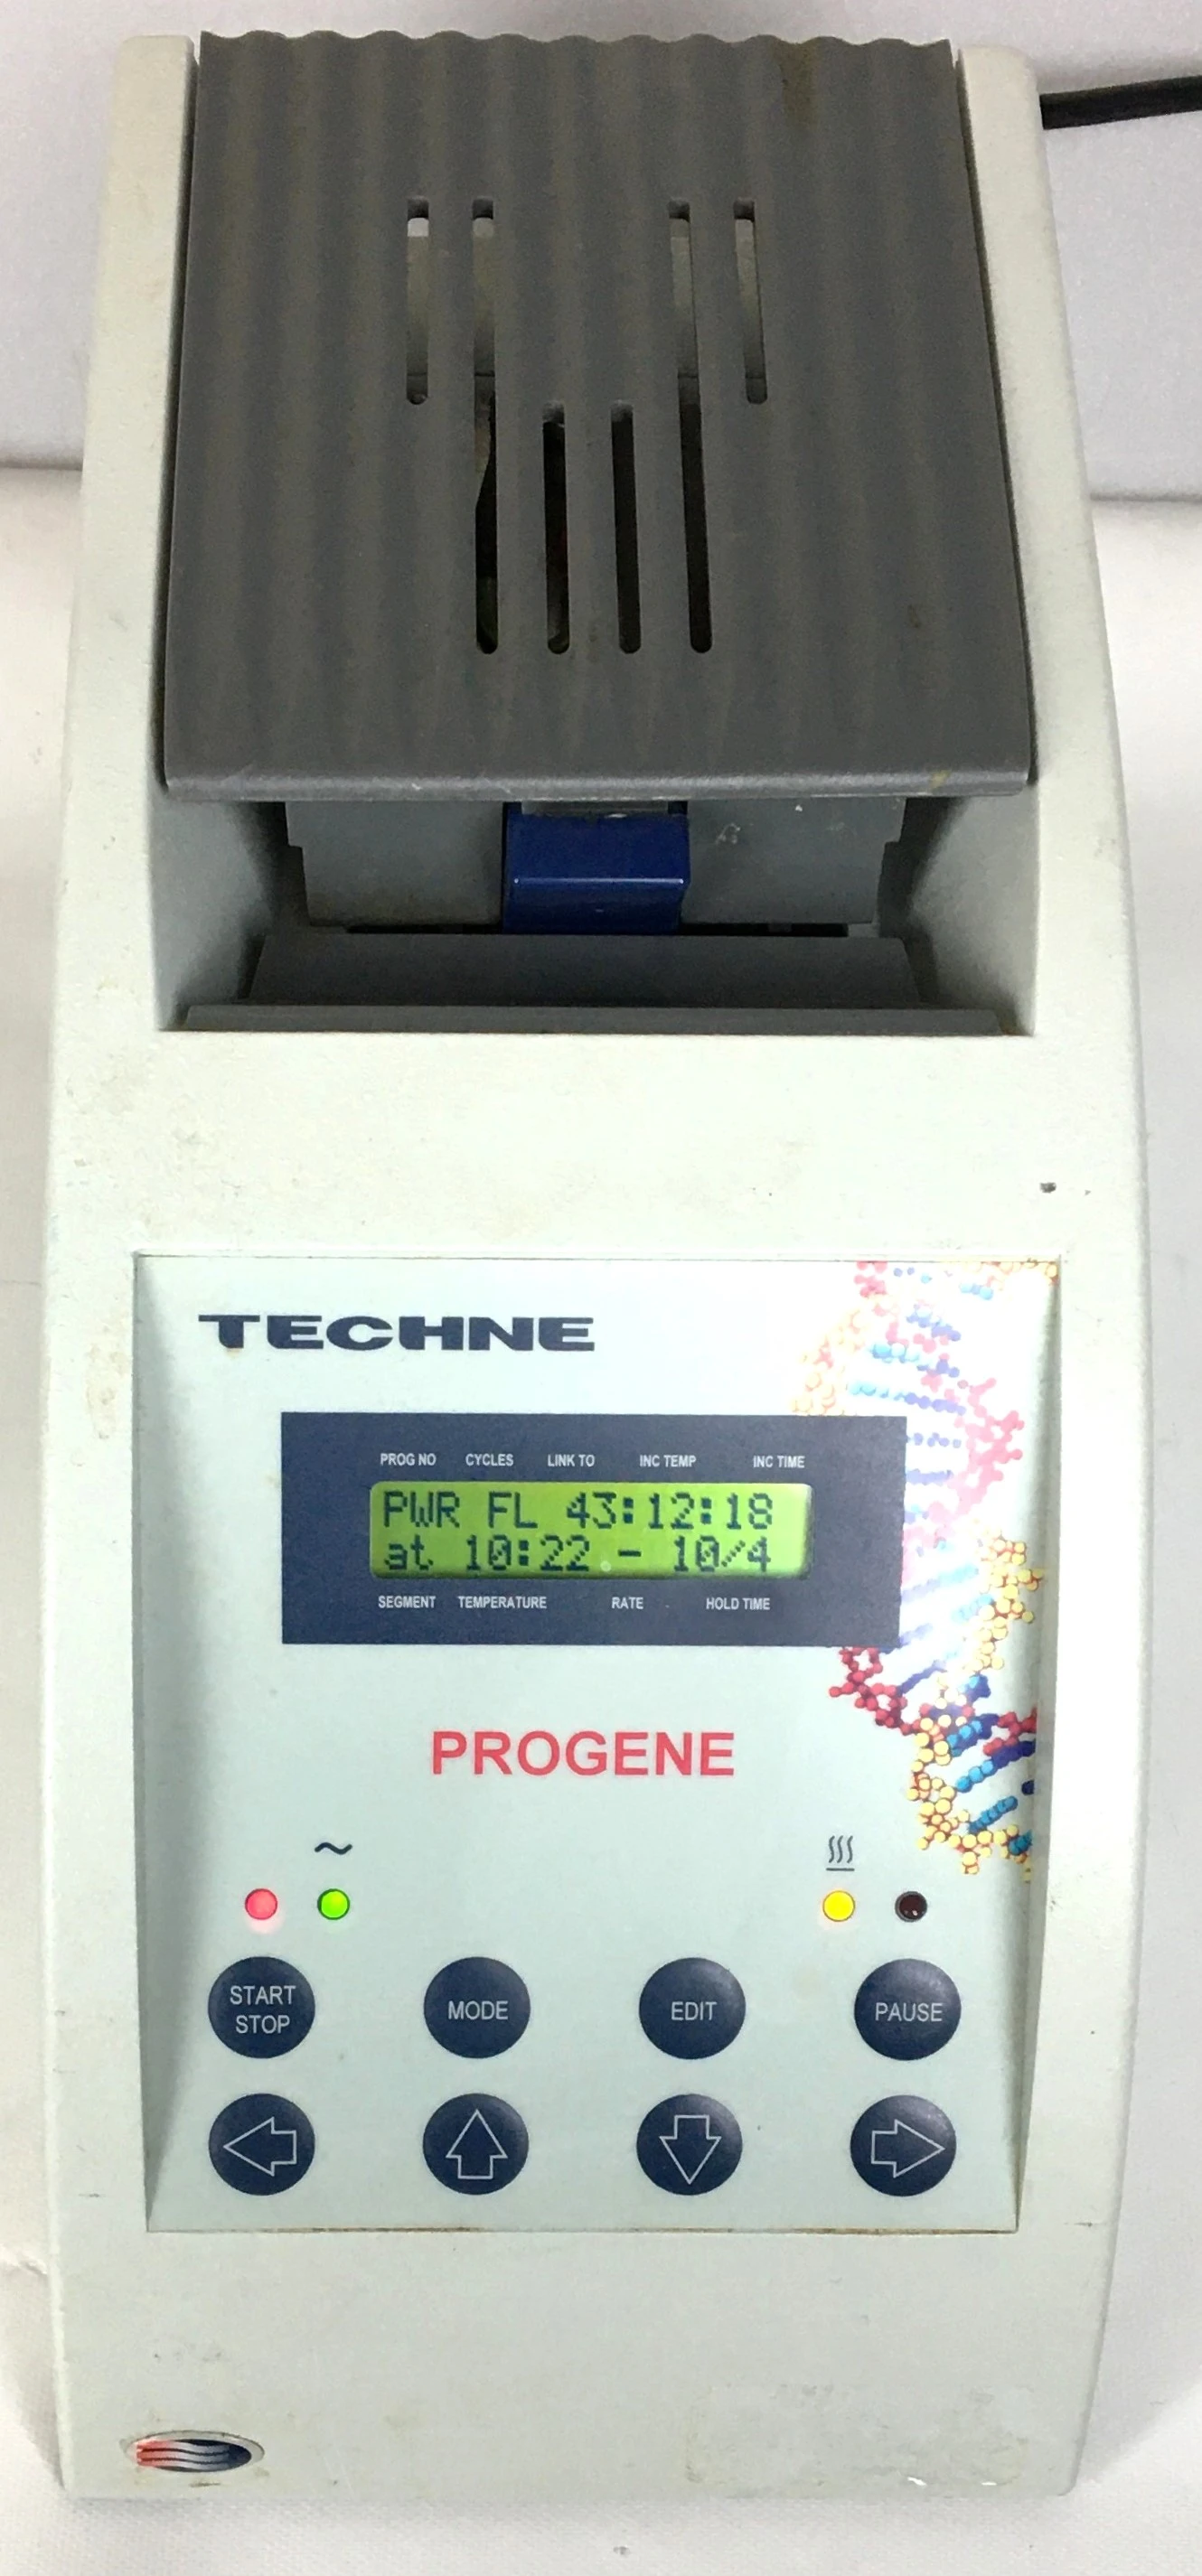 TECHNE
PROG NO CYCLES LINK TO INC TEMP INC TIME
PWR FL 43:12:18
at 10:22 - 10/4
SEGMENT TEMPERATURE RATE HOLD TIME
PROGENE
START STOP
MODE
EDIT
PAUSE